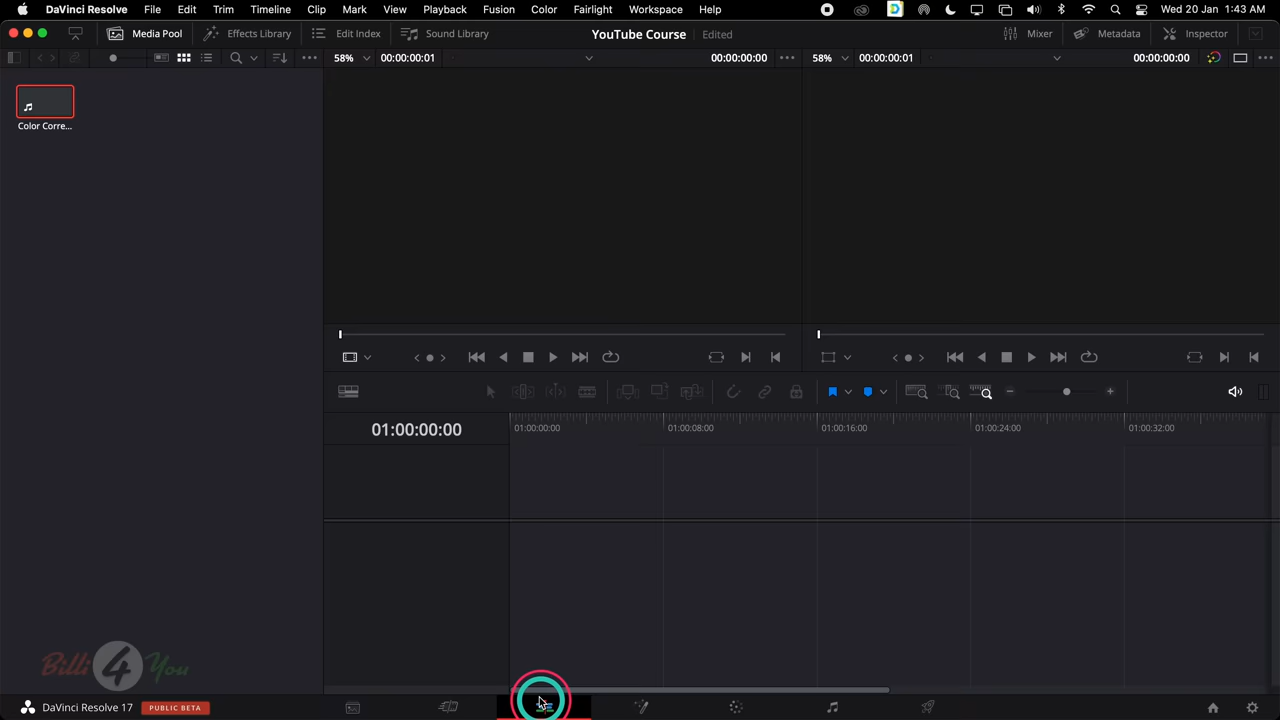 DaVinci Resolve File Edit Trim Timeline Clip Mark View Playback Fusion Color Fairlight Workspace Help Wed 20 Jan 1:43 AM
Media Pool Effects Library Edit Index Sound Library YouTube Course Edited Mixer Metadata Inspector
58% 00:00:00:01 00:00:00:00 58% 00:00:00:01 00:00:00:00
Color Corre...
01:00:00:00 01:00:00:00 01:00:08:00 01:00:16:00 01:00:24:00 01:00:32:00
Billi 4 You
DaVinci Resolve 17 PUBLIC BETA